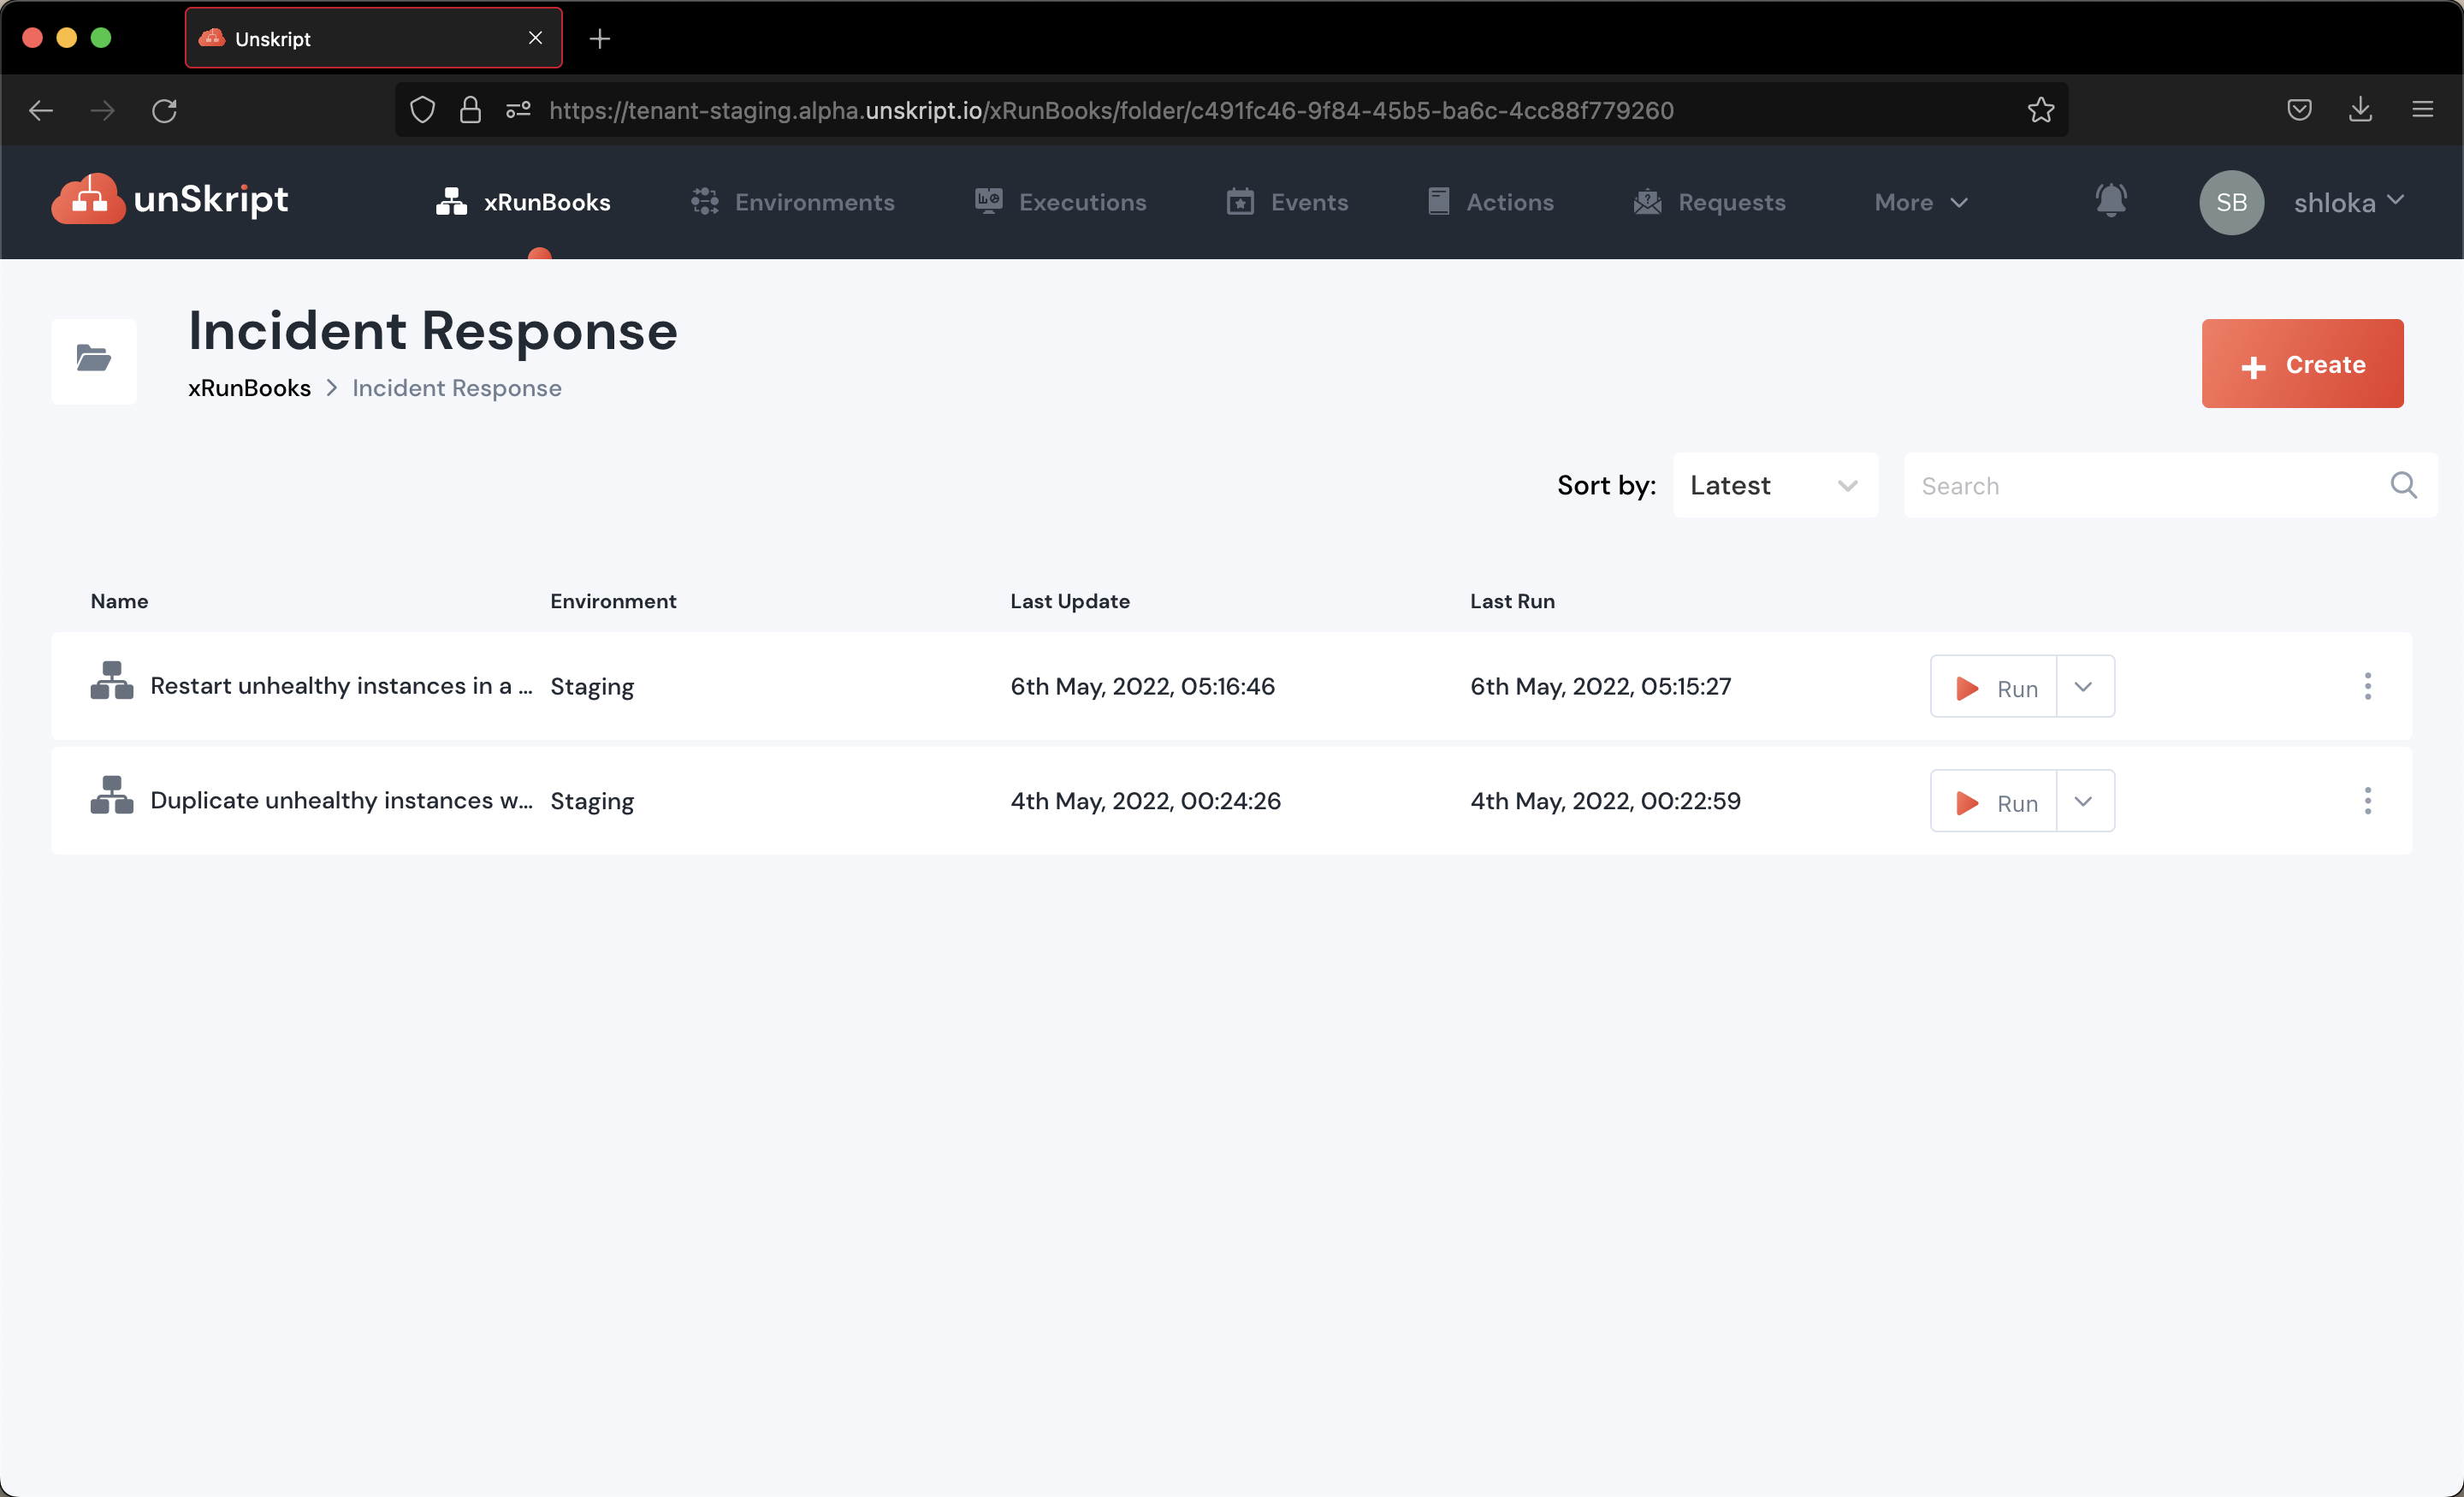 Unskript
https://tenant-staging.alpha.unskript.io/xRunBooks/folder/c491fc46-9f84-45b5-ba6c-4cc88f779260
unSkript xRunBooks Environments Executions Events Actions Requests More SB shloka
Incident Response
xRunBooks > Incident Response
+ Create
Sort by: Latest Search
Name Environment Last Update Last Run
Restart unhealthy instances in a ... Staging 6th May, 2022, 05:16:46 6th May, 2022, 05:15:27 Run
Duplicate unhealthy instances w... Staging 4th May, 2022, 00:24:26 4th May, 2022, 00:22:59 Run